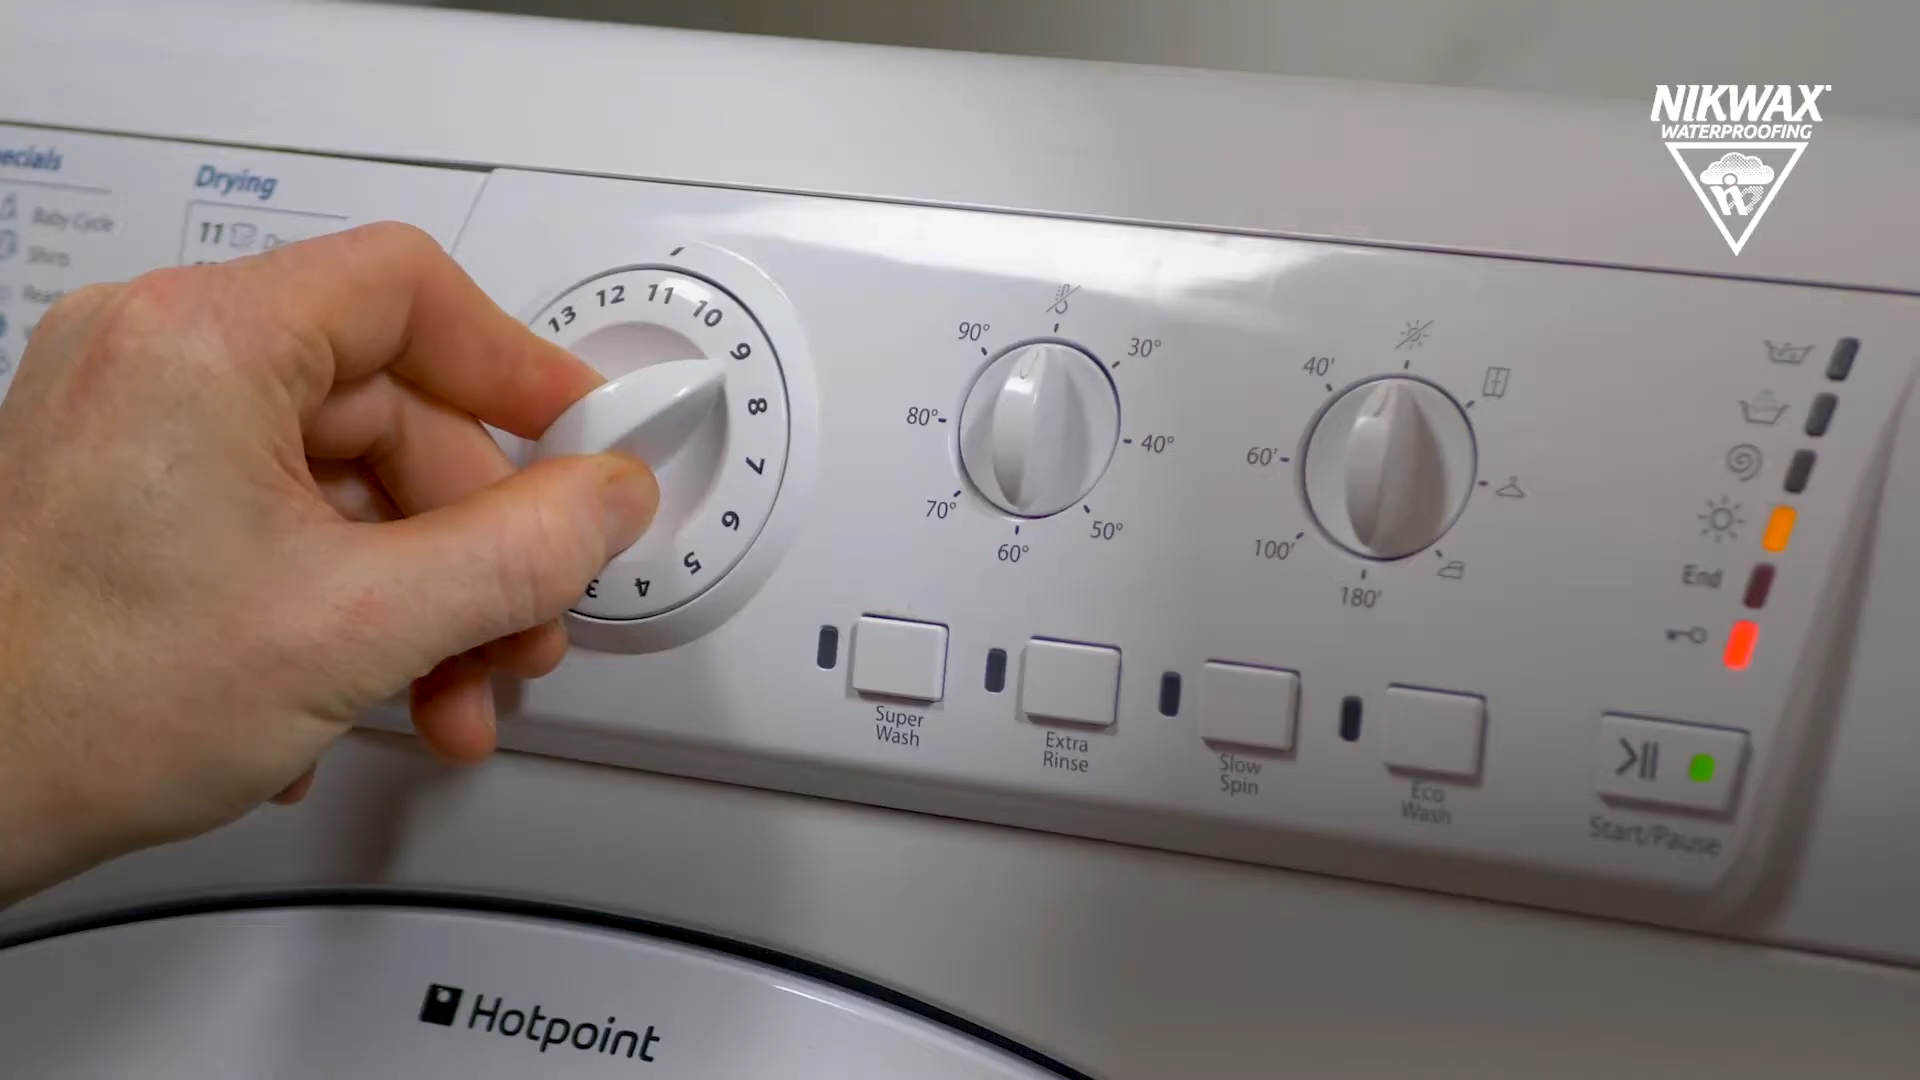 NIKWAX
WATERPROOFING
ecials
Drying
Baby Cycle
Shirts
11
13 12 11 10 9 8 7 6 5 4 3
90°
30°
80°
40°
70°
50°
60°
40'
60'
100'
180'
End
Super
Wash
Extra
Rinse
Slow
Spin
Eco
Wash
Start/Pause
Hotpoint